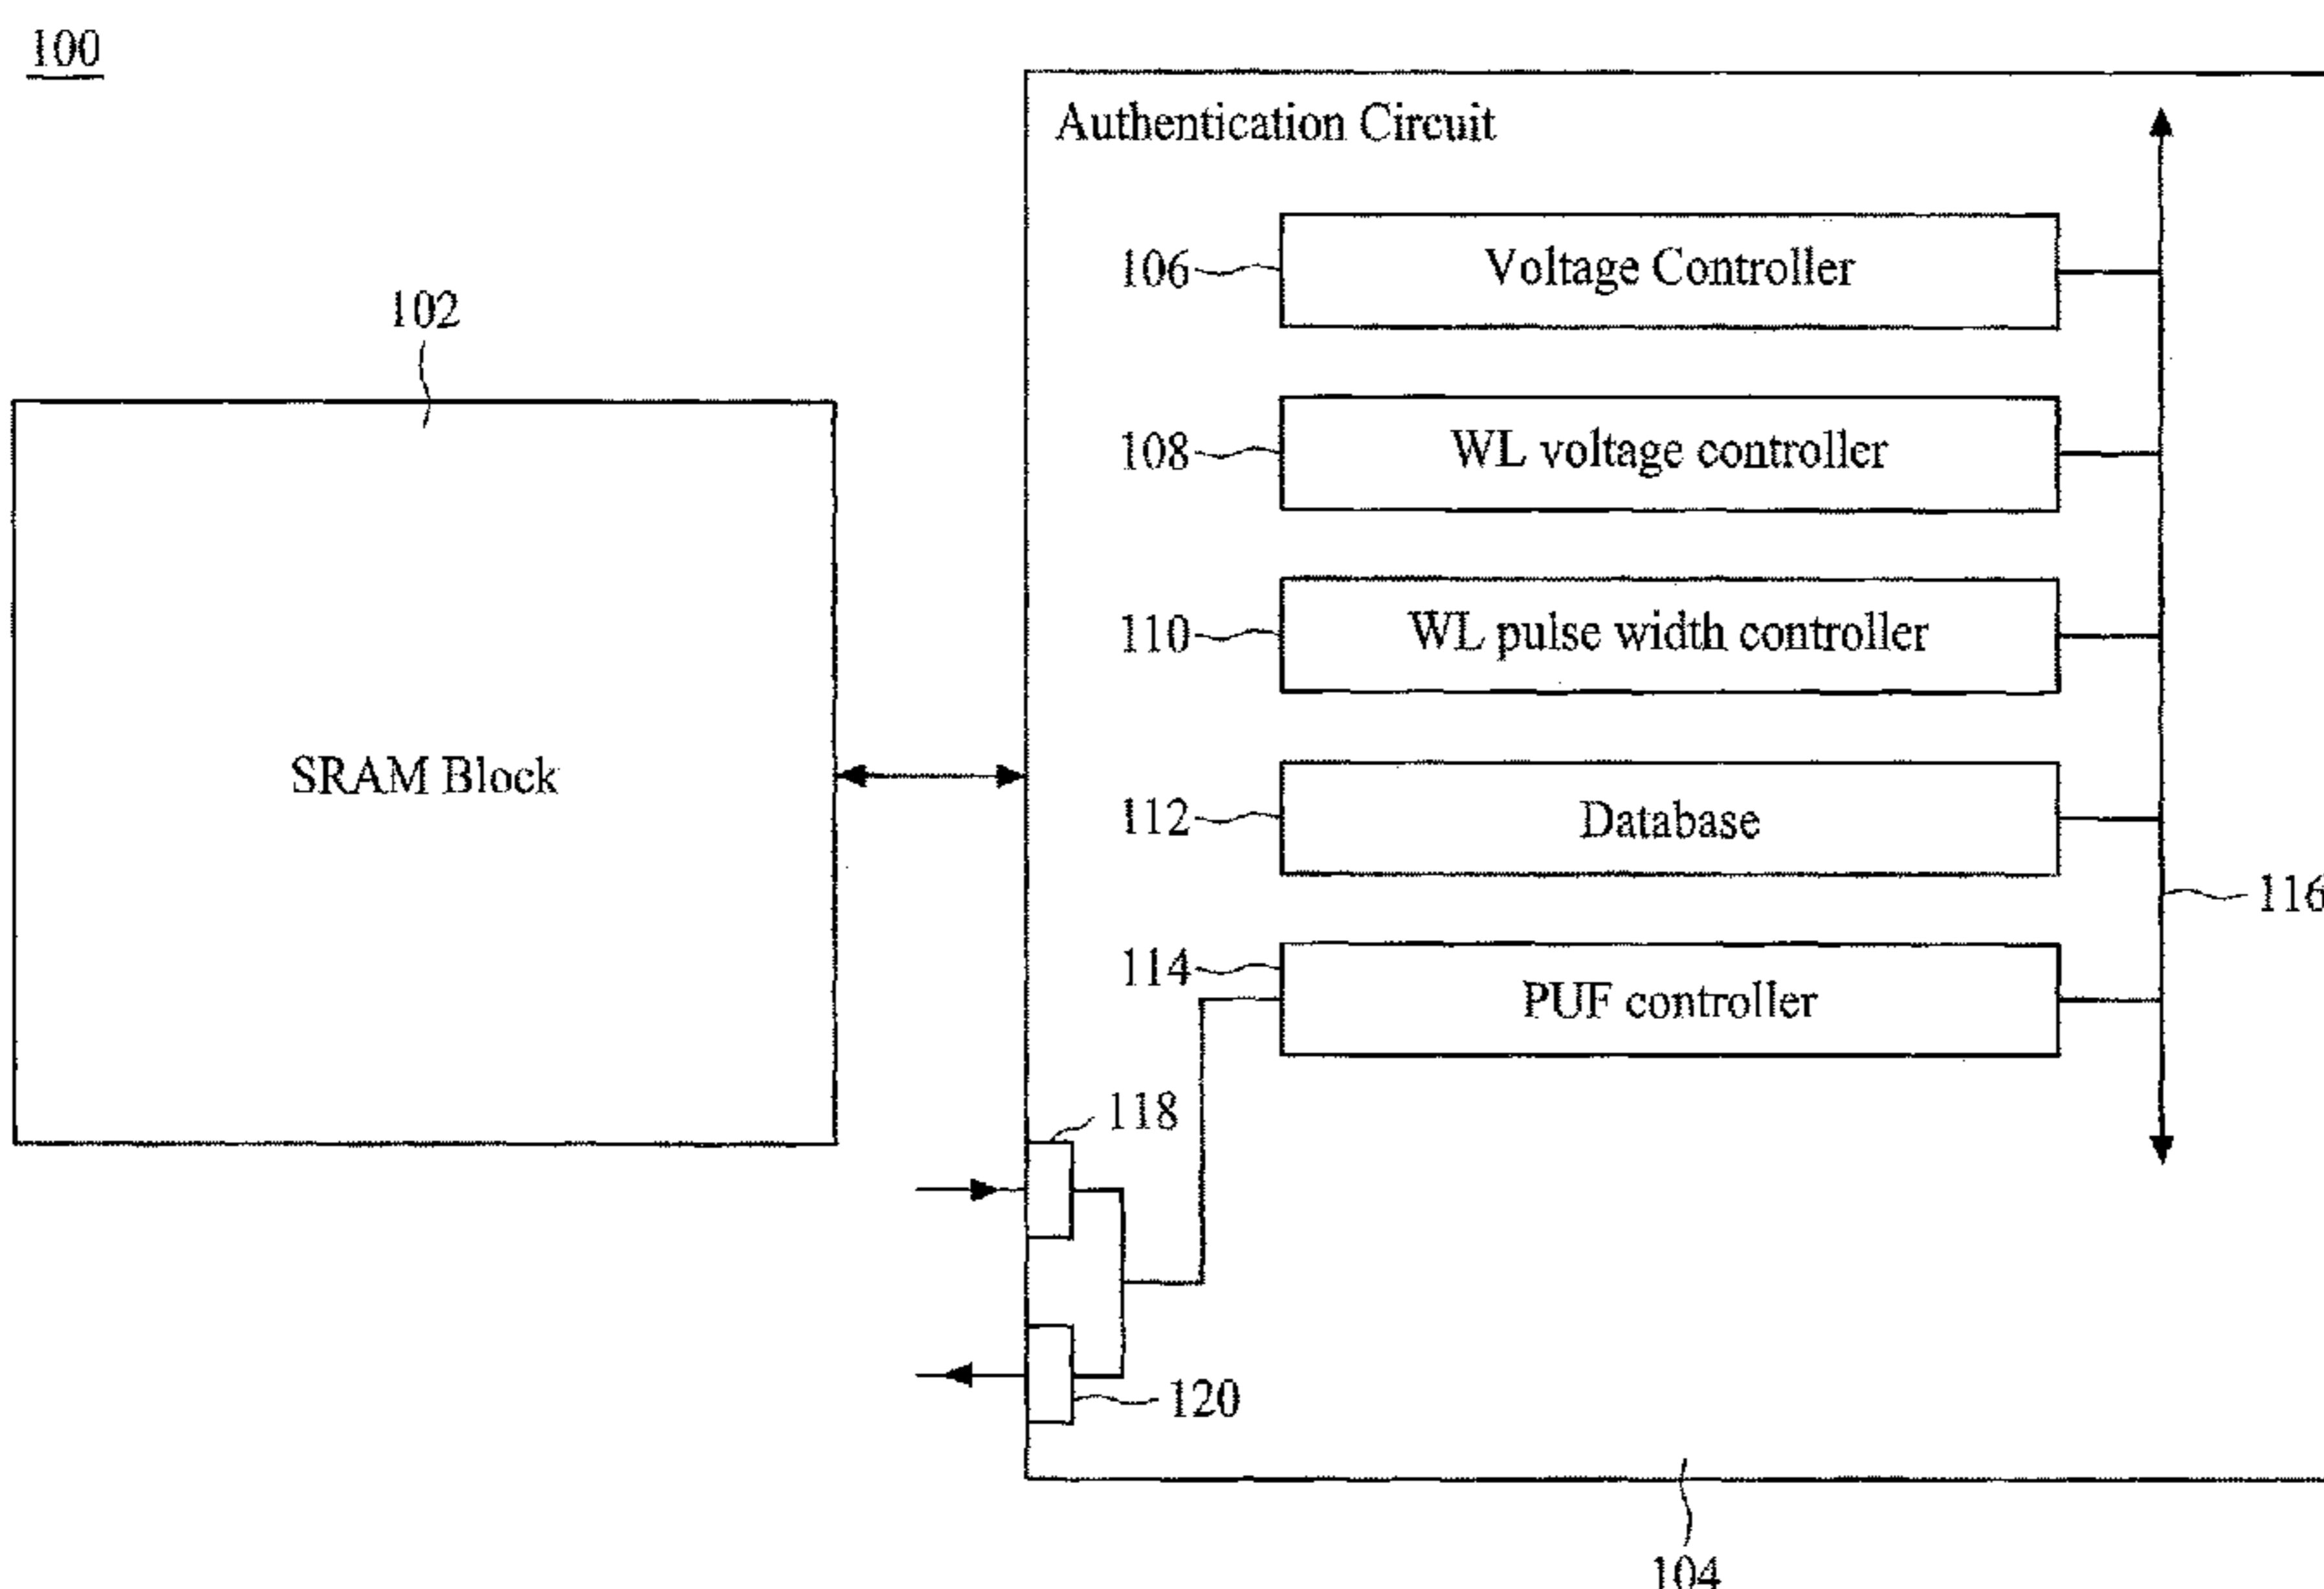 100
Authentication Circuit
106
Voltage Controller
102
108
WL voltage controller
110
WL pulse width controller
SRAM Block
112
Database
116
114
PUF controller
118
120
104